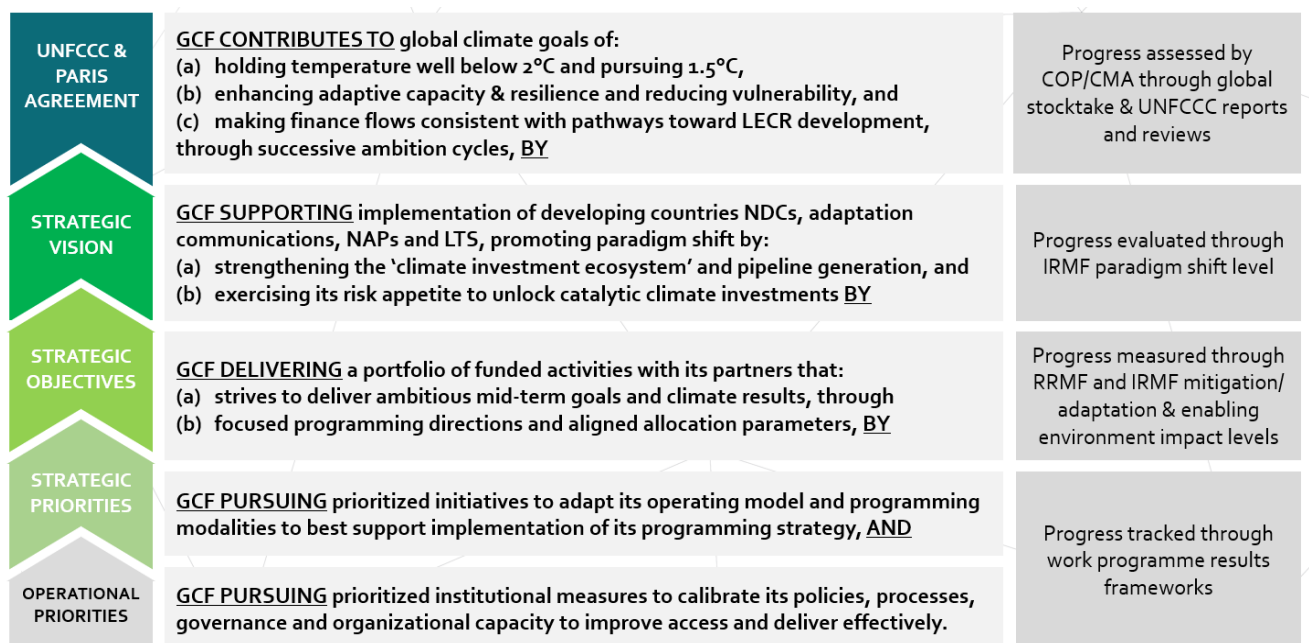 UNFCCC &
PARIS
AGREEMENT
GCF CONTRIBUTES TO global climate goals of:
(a) holding temperature well below 2°C and pursuing 1.5°C,
(b) enhancing adaptive capacity & resilience and reducing vulnerability, and
(c) making finance flows consistent with pathways toward LECR development,
through successive ambition cycles, BY
Progress assessed by
COP/CMA through global
stocktake & UNFCCC reports
and reviews
STRATEGIC
VISION
GCF SUPPORTING implementation of developing countries NDCs, adaptation
communications, NAPs and LTS, promoting paradigm shift by:
(a) strengthening the ‘climate investment ecosystem’ and pipeline generation, and
(b) exercising its risk appetite to unlock catalytic climate investments BY
Progress evaluated through
IRMF paradigm shift level
STRATEGIC
OBJECTIVES
GCF DELIVERING a portfolio of funded activities with its partners that:
(a) strives to deliver ambitious mid-term goals and climate results, through
(b) focused programming directions and aligned allocation parameters, BY
Progress measured through
RRMF and IRMF mitigation/
adaptation & enabling
environment impact levels
STRATEGIC
PRIORITIES
GCF PURSUING prioritized initiatives to adapt its operating model and programming
modalities to best support implementation of its programming strategy, AND
OPERATIONAL
PRIORITIES
GCF PURSUING prioritized institutional measures to calibrate its policies, processes,
governance and organizational capacity to improve access and deliver effectively.
Progress tracked through
work programme results
frameworks